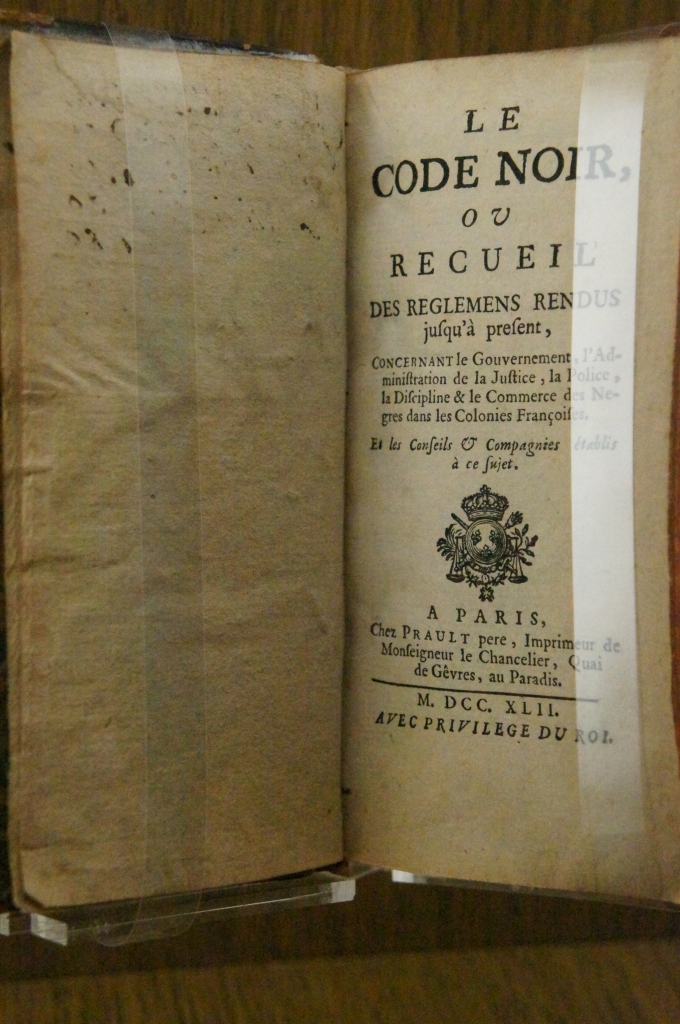 LE
CODE NOIR,
OU
RECUEIL
DES REGLEMENS RENDUS
juſqu'à preſent,
CONCERNANT le Gouvernement, l'Ad-
miniſtration de la Juſtice, la Police,
la Diſcipline & le Commerce des Ne-
gres dans les Colonies Françoiſes.
Et les Conſeils & Compagnies établis
à ce ſujet.
A PARIS,
Chez PRAULT pere, Imprimeur de
Monſeigneur le Chancelier, Quai
de Gêvres, au Paradis.
M. DCC. XLII.
AVEC PRIVILEGE DU ROI.